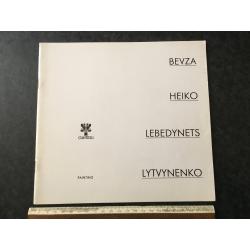 BEVZA
HEIKO
LEBEDYNETS
LYTVYNENKO
PAINTING